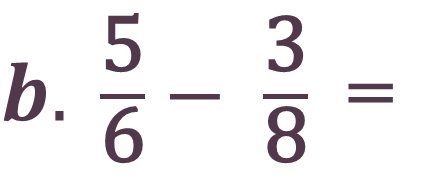 b. 5/6 − 3/8 =